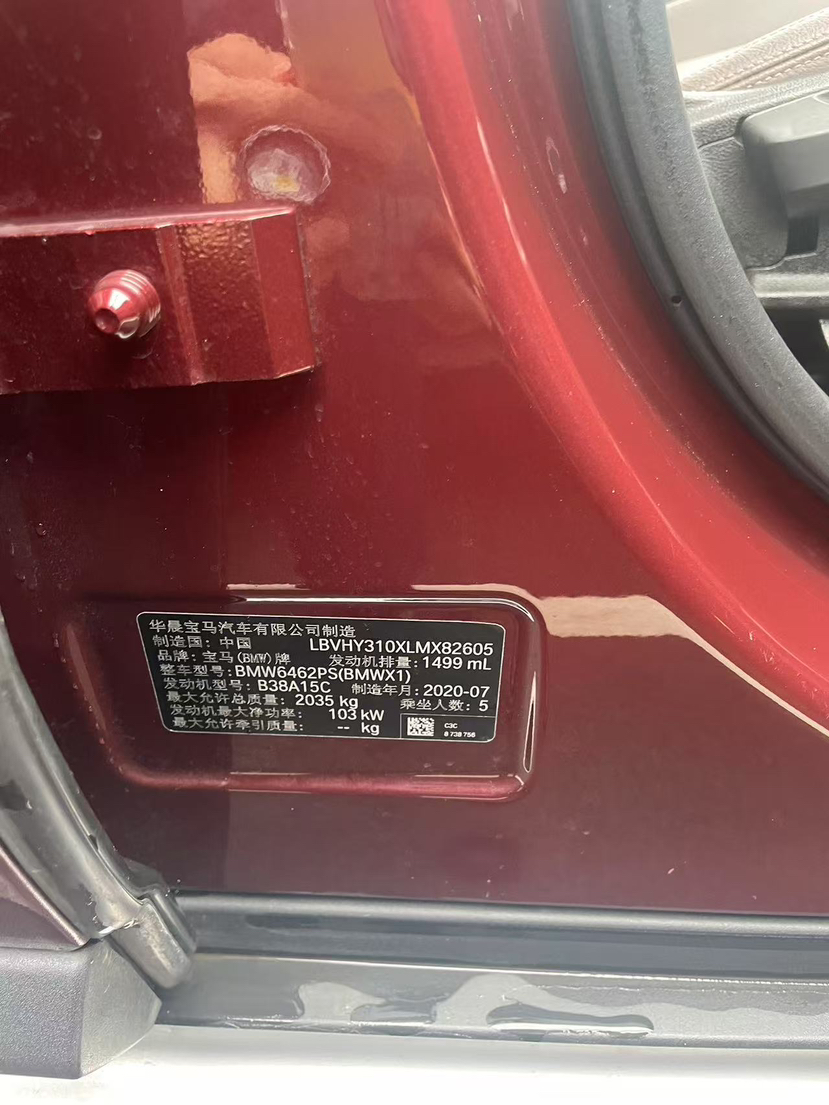 华晨宝马汽车有限公司制造
制造国: 中国 LBVHY310XLMX82605
品牌: 宝马(BMW)牌 发动机排量: 1499 mL
整车型号: BMW6462PS(BMWX1)
发动机型号: B38A15C 制造年月: 2020-07
最大允许总质量: 2035 kg 乘坐人数: 5
发动机最大净功率: 103 kW
最大允许牵引质量: -- kg
C3C
8 738 756